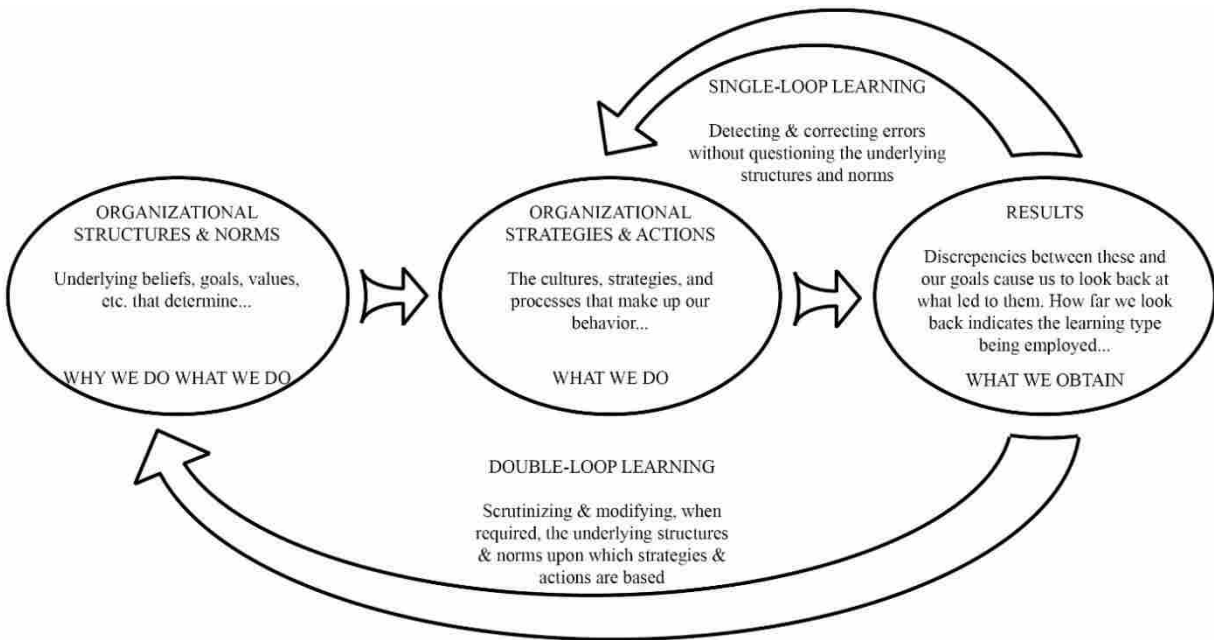 SINGLE-LOOP LEARNING
Detecting & correcting errors
without questioning the underlying
structures and norms
ORGANIZATIONAL
STRUCTURES & NORMS
Underlying beliefs, goals, values,
etc. that determine...
WHY WE DO WHAT WE DO
ORGANIZATIONAL
STRATEGIES & ACTIONS
The cultures, strategies, and
processes that make up our
behavior...
WHAT WE DO
RESULTS
Discrepencies between these and
our goals cause us to look back at
what led to them. How far we look
back indicates the learning type
being employed...
WHAT WE OBTAIN
DOUBLE-LOOP LEARNING
Scrutinizing & modifying, when
required, the underlying structures
& norms upon which strategies &
actions are based